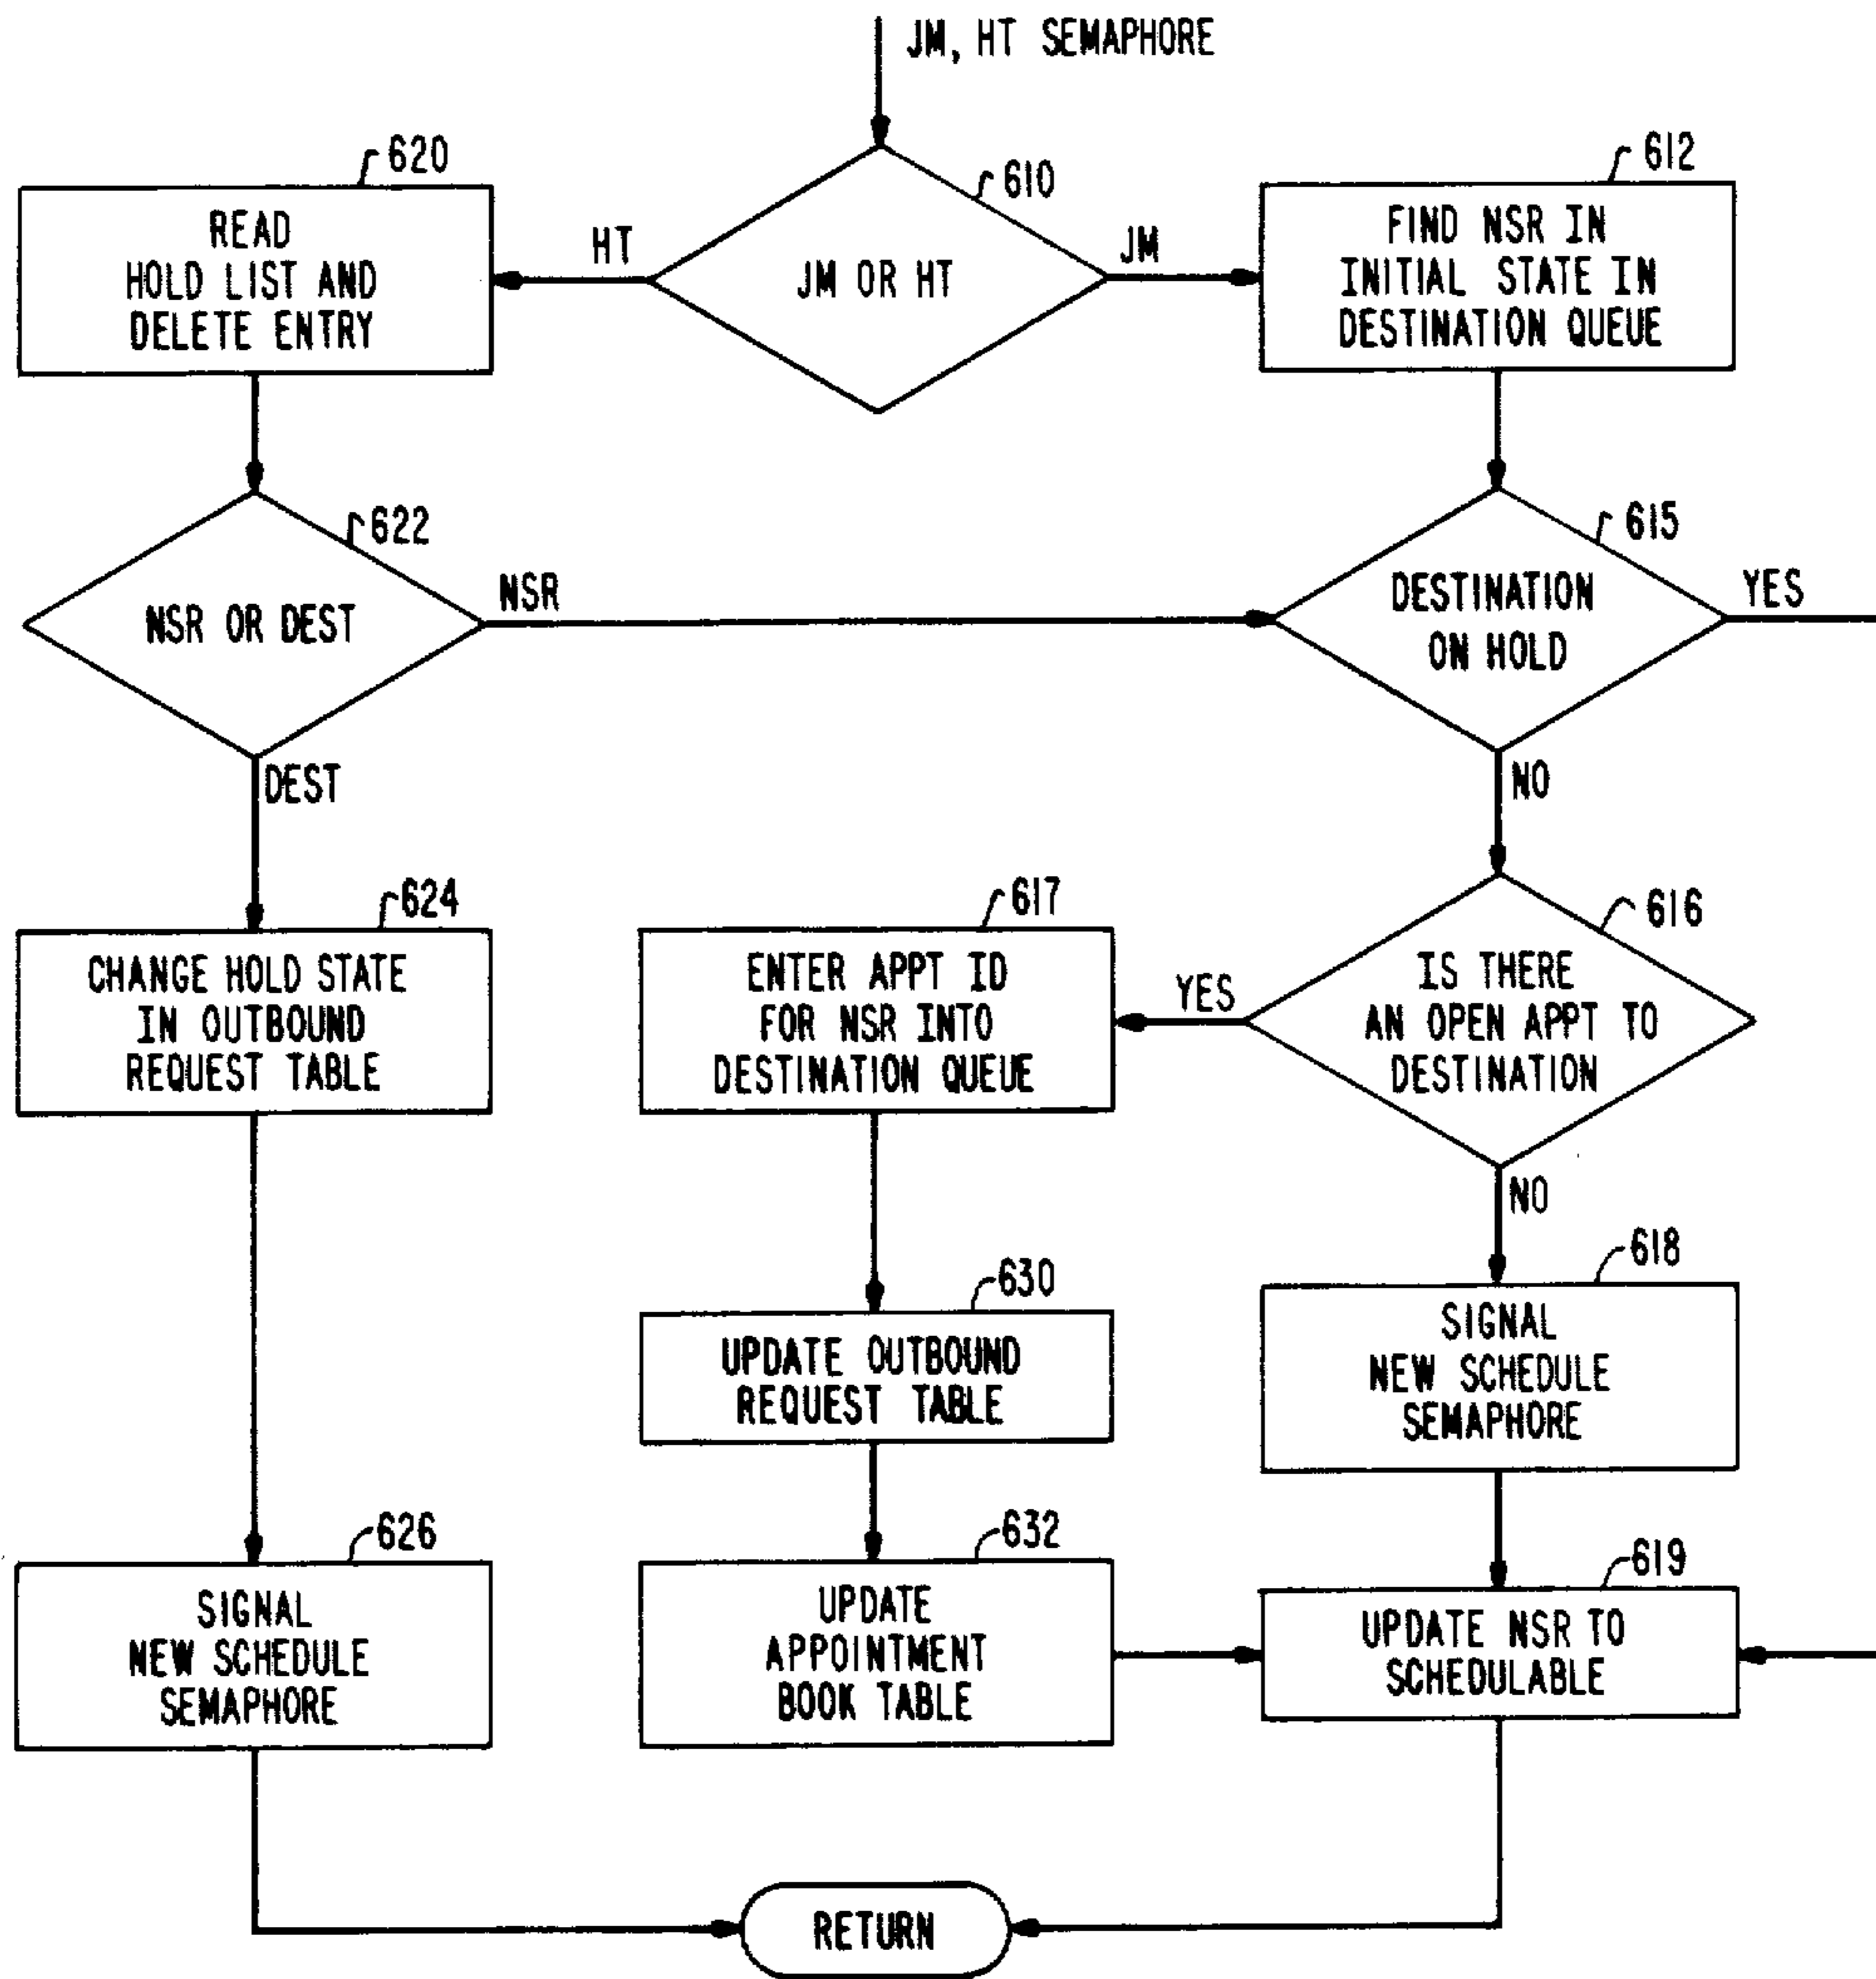 JM, HT SEMAPHORE
620
READ
HOLD LIST AND
DELETE ENTRY
HT
610
JM OR HT
JM
612
FIND NSR IN
INITIAL STATE IN
DESTINATION QUEUE
622
NSR OR DEST
NSR
DEST
615
DESTINATION
ON HOLD
YES
NO
624
CHANGE HOLD STATE
IN OUTBOUND
REQUEST TABLE
617
ENTER APPT ID
FOR NSR INTO
DESTINATION QUEUE
YES
616
IS THERE
AN OPEN APPT TO
DESTINATION
NO
630
UPDATE OUTBOUND
REQUEST TABLE
618
SIGNAL
NEW SCHEDULE
SEMAPHORE
626
SIGNAL
NEW SCHEDULE
SEMAPHORE
632
UPDATE
APPOINTMENT
BOOK TABLE
619
UPDATE NSR TO
SCHEDULABLE
RETURN